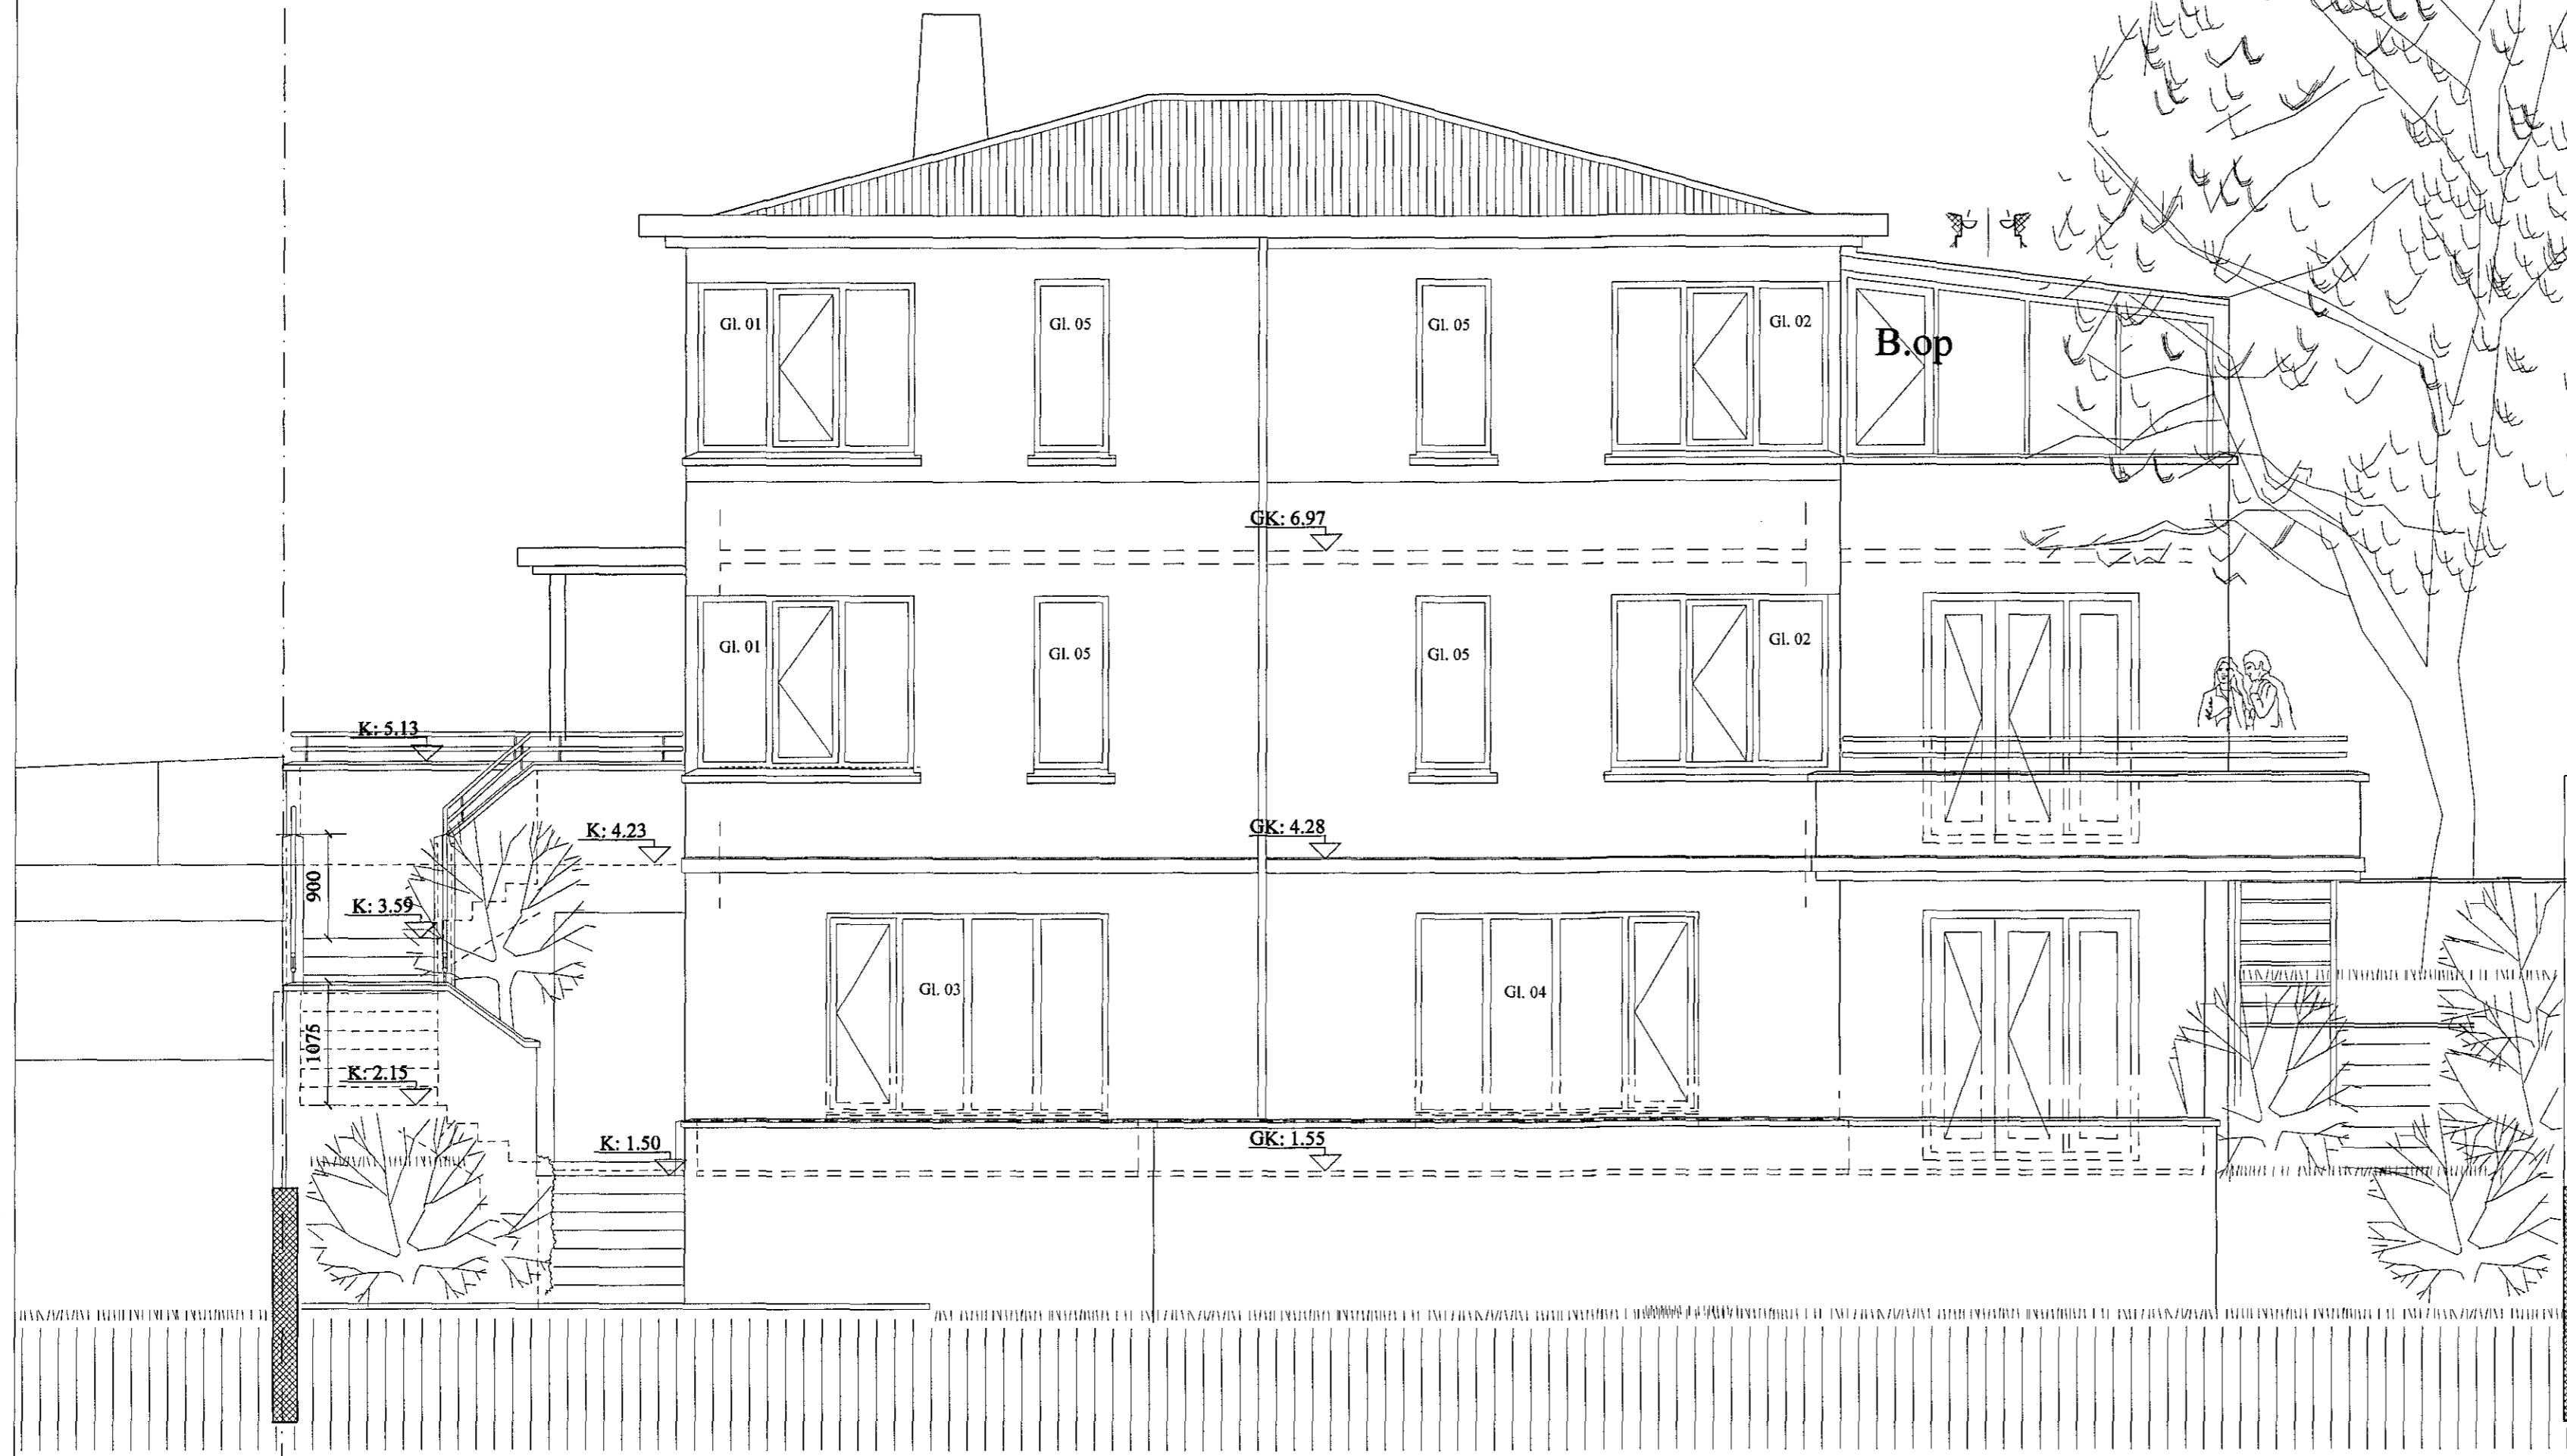 Gl. 01
Gl. 05
Gl. 05
Gl. 02
B.op
GK: 6.97
Gl. 01
Gl. 05
Gl. 05
Gl. 02
K: 5.13
K: 4.23
GK: 4.28
900
K: 3.59
Gl. 03
Gl. 04
1075
K: 2.15
K: 1.50
GK: 1.55